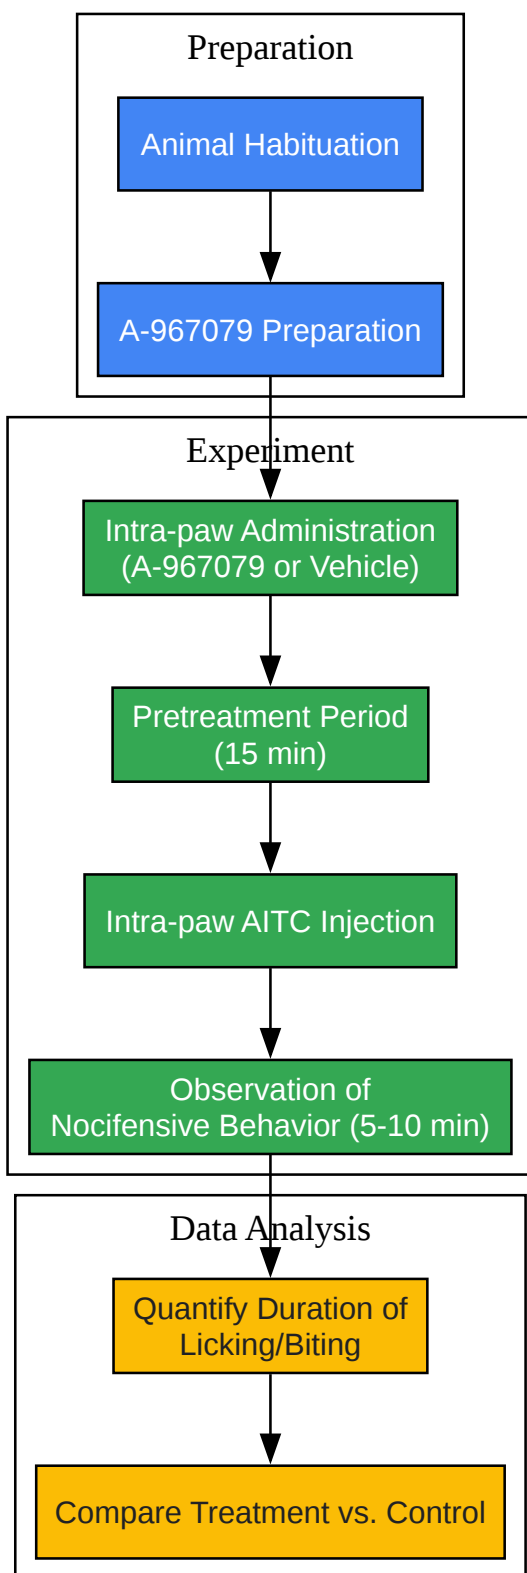 Preparation
Animal Habituation
A-967079 Preparation
Experiment
Intra-paw Administration
(A-967079 or Vehicle)
Pretreatment Period
(15 min)
Intra-paw AITC Injection
Observation of
Nocifensive Behavior (5-10 min)
Data Analysis
Quantify Duration of
Licking/Biting
Compare Treatment vs. Control